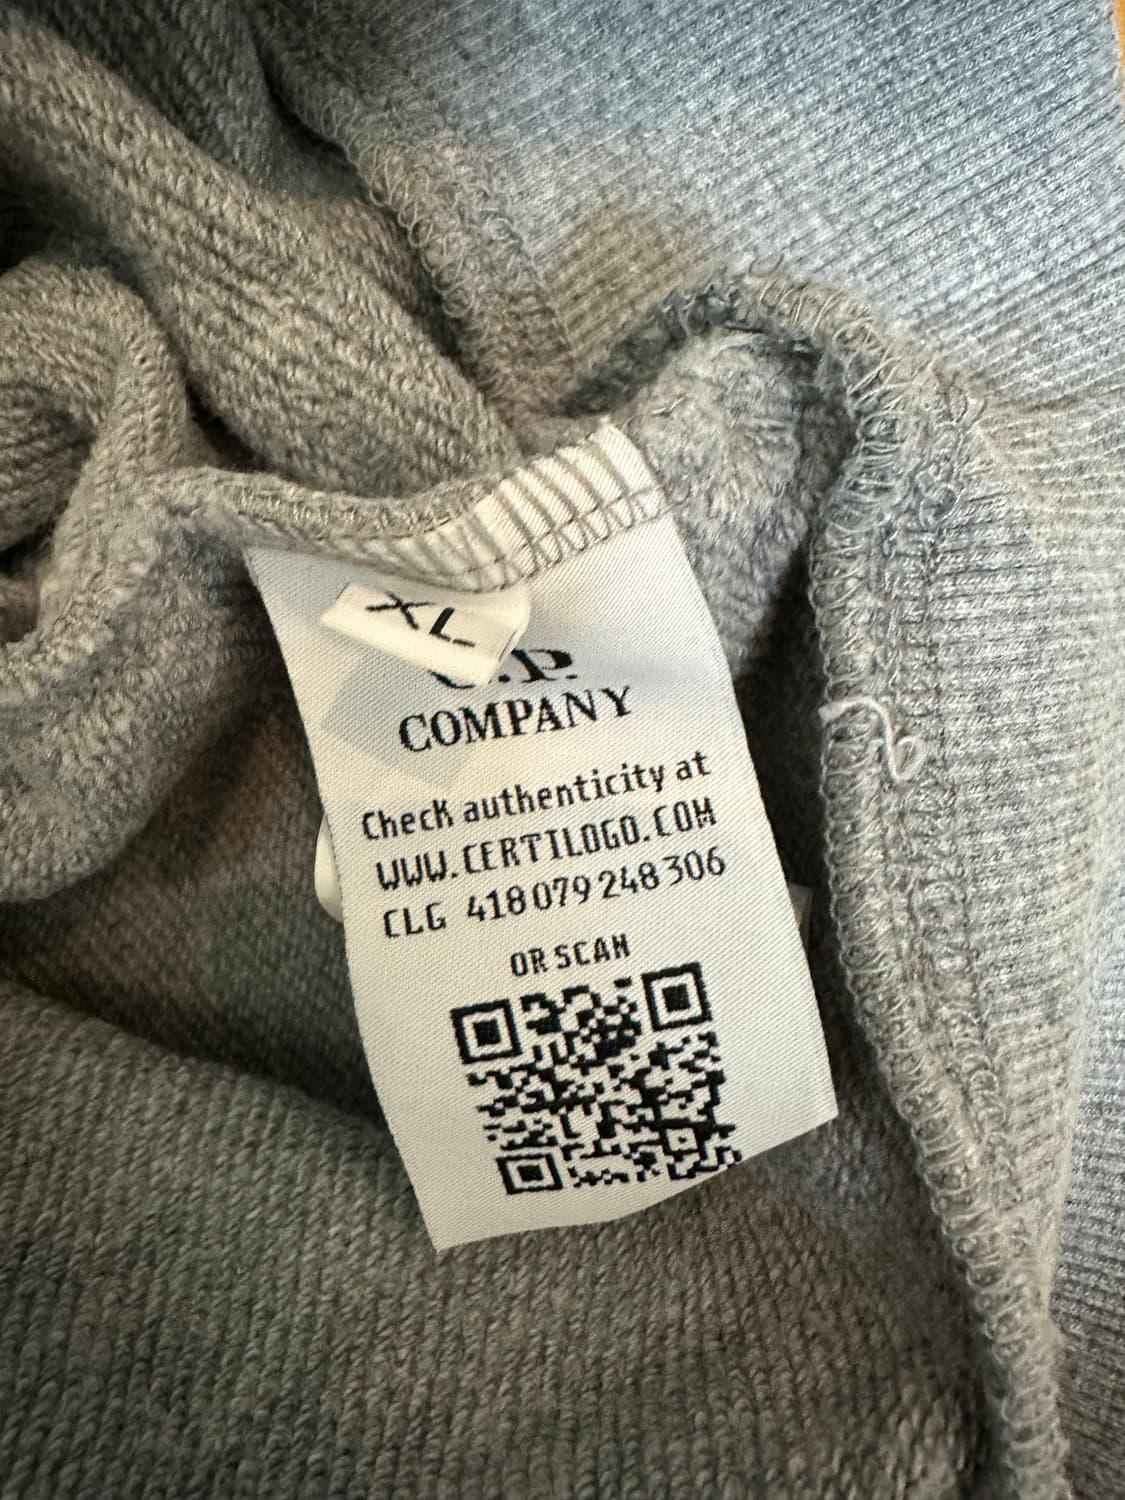 XL
C.P.
COMPANY
Check authenticity at
WWW.CERTILOGO.COM
CLG 418 079 248 306
OR SCAN